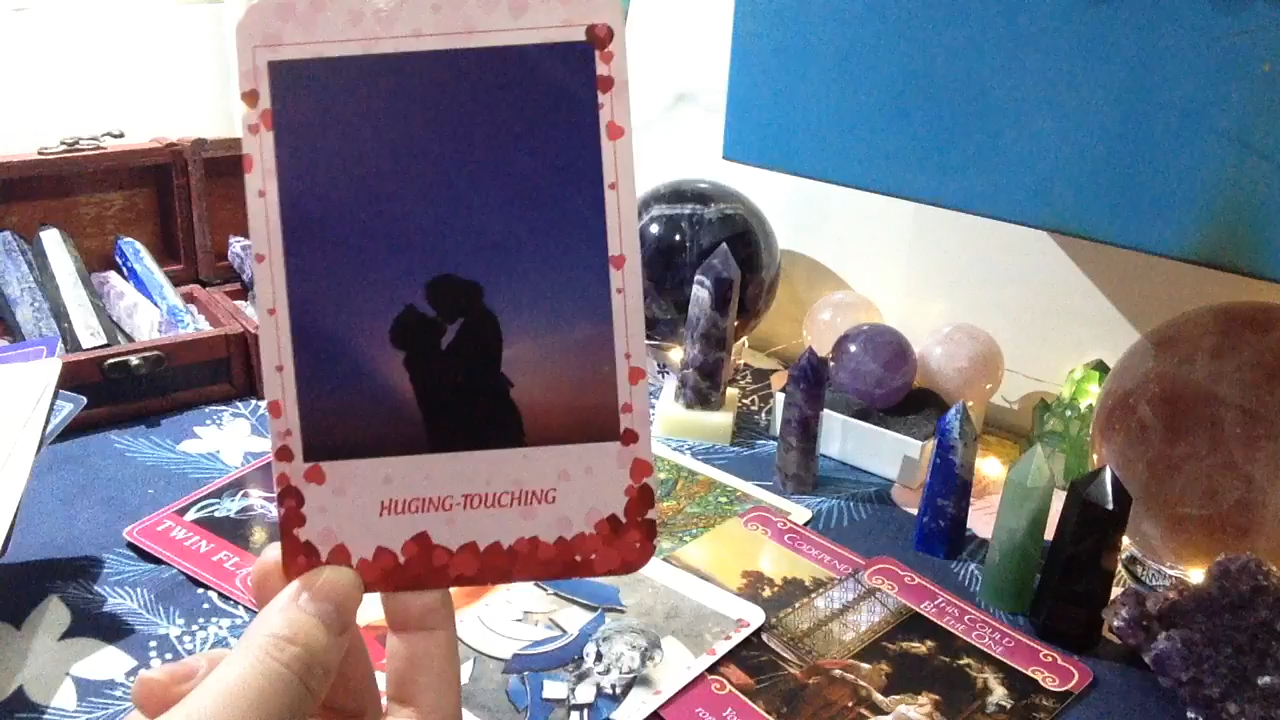 HUGING-TOUCHING
TWIN FL
CODEPEND
THIS COULD
BE THE ONE